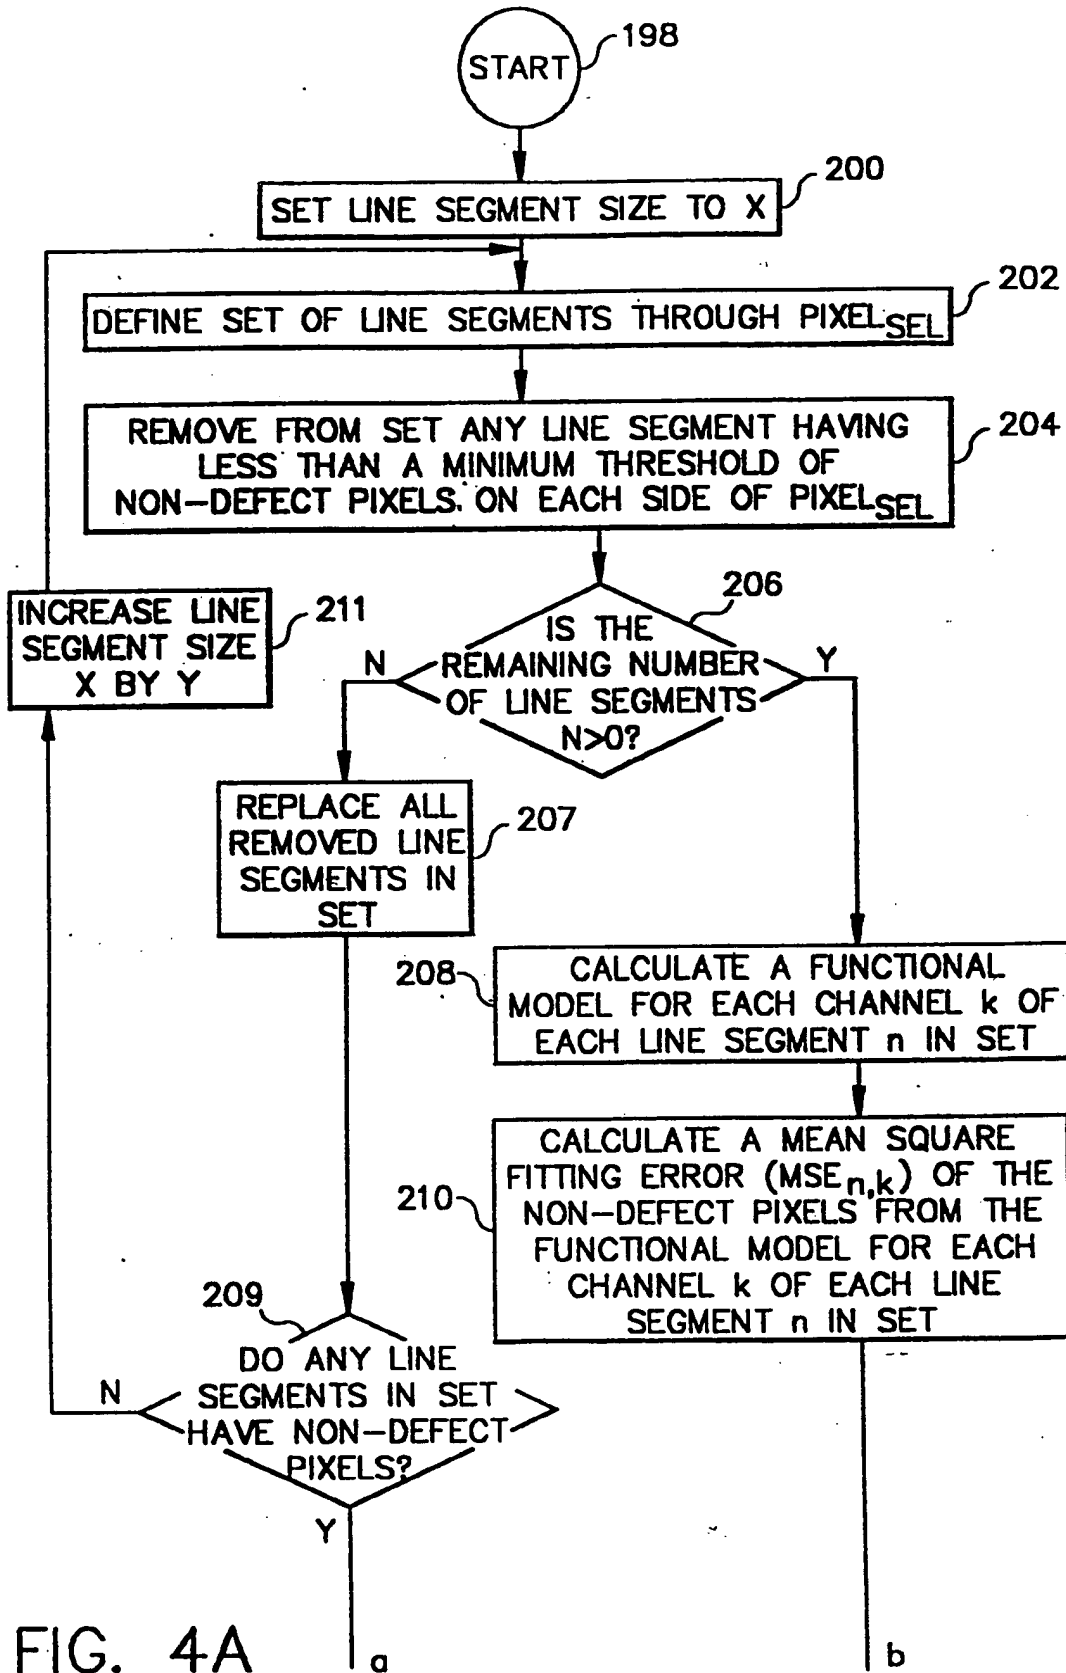 START
198
200
SET LINE SEGMENT SIZE TO X
202
DEFINE SET OF LINE SEGMENTS THROUGH PIXELSEL
204
REMOVE FROM SET ANY LINE SEGMENT HAVING
LESS THAN A MINIMUM THRESHOLD OF
NON-DEFECT PIXELS. ON EACH SIDE OF PIXELSEL
206
IS THE
REMAINING NUMBER
OF LINE SEGMENTS
N>0?
N
Y
INCREASE LINE
SEGMENT SIZE
X BY Y
211
REPLACE ALL
REMOVED LINE
SEGMENTS IN
SET
207
208
CALCULATE A FUNCTIONAL
MODEL FOR EACH CHANNEL k OF
EACH LINE SEGMENT n IN SET
210
CALCULATE A MEAN SQUARE
FITTING ERROR (MSEn,k) OF THE
NON-DEFECT PIXELS FROM THE
FUNCTIONAL MODEL FOR EACH
CHANNEL k OF EACH LINE
SEGMENT n IN SET
209
DO ANY LINE
SEGMENTS IN SET
HAVE NON-DEFECT
PIXELS?
N
Y
a
b
FIG. 4A